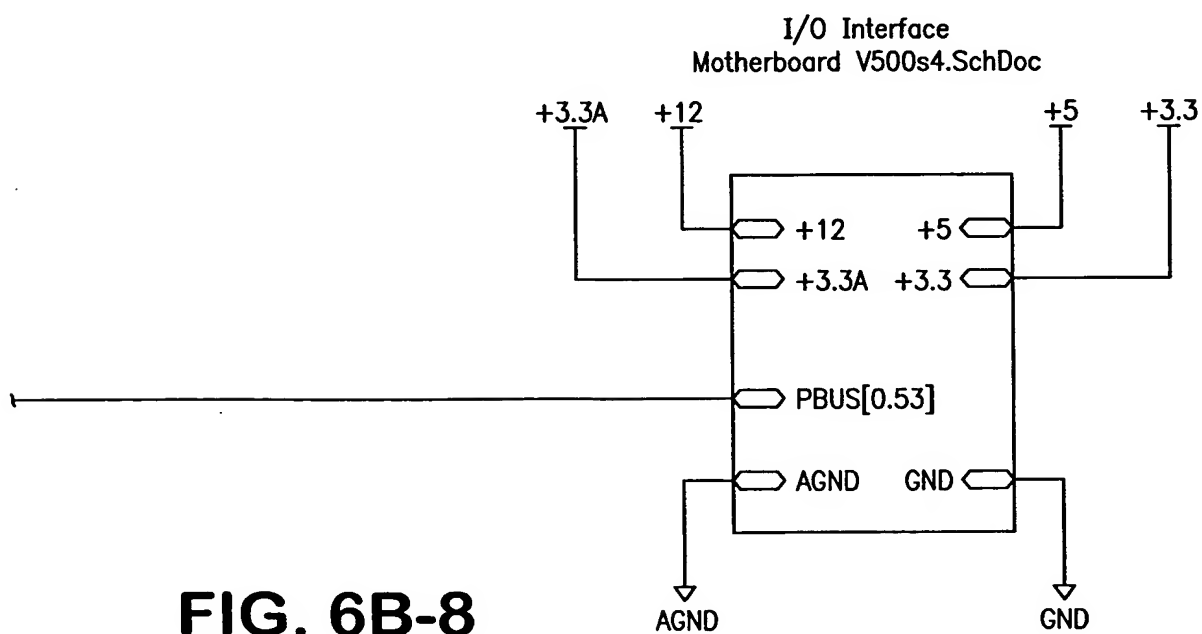 I/O Interface
Motherboard V500s4.SchDoc
+3.3A +12 +5 +3.3
+12 +5
+3.3A +3.3
PBUS[0.53]
AGND GND
AGND GND
FIG. 6B-8